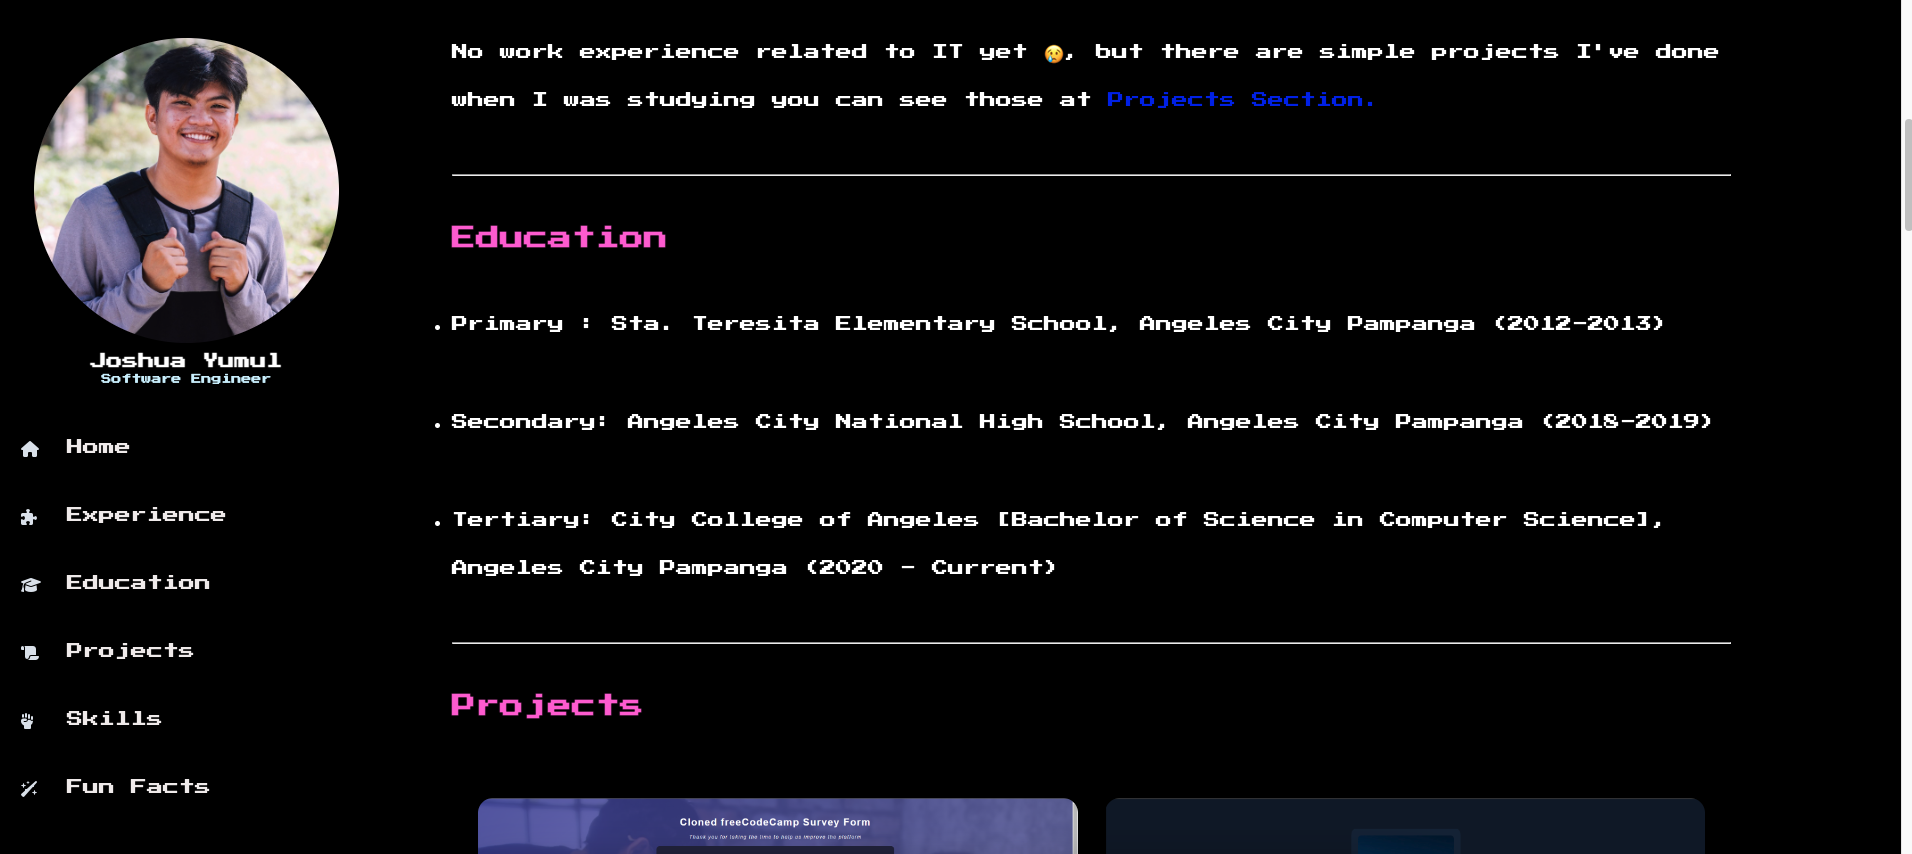 Joshua Yumul
Software Engineer
Home
Experience
Education
Projects
Skills
Fun Facts
No work experience related to IT yet 😢, but there are simple projects I've done
when I was studying you can see those at Projects Section.
Education
• Primary : Sta. Teresita Elementary School, Angeles City Pampanga (2012-2013)
• Secondary: Angeles City National High School, Angeles City Pampanga (2018-2019)
• Tertiary: City College of Angeles [Bachelor of Science in Computer Science],
Angeles City Pampanga (2020 - Current)
Projects
Cloned freeCodeCamp Survey Form
Thank you for taking the time to help us improve the platform